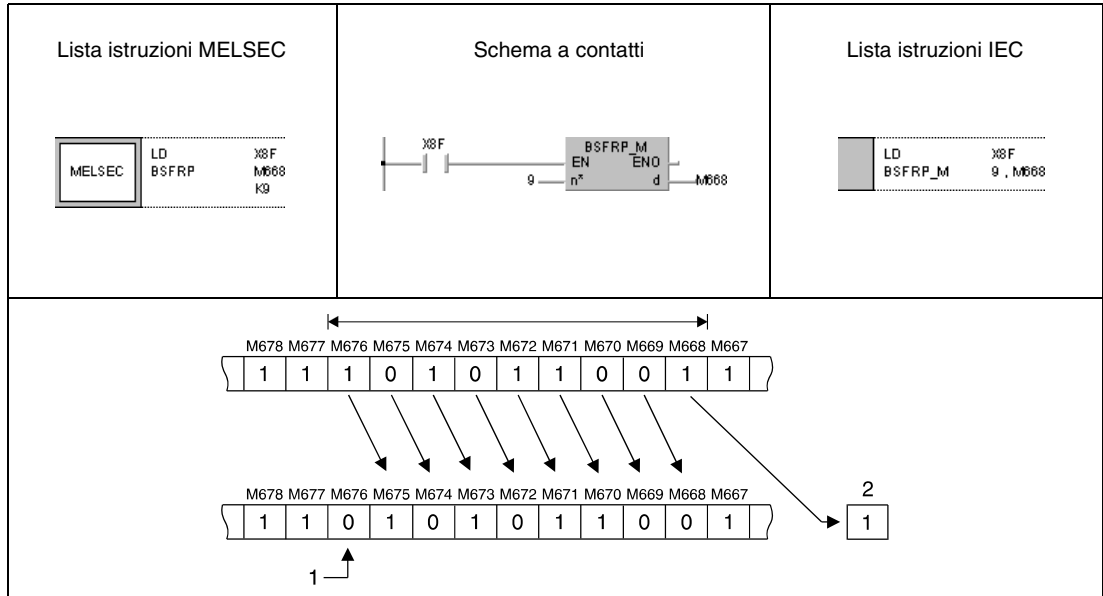 Lista istruzioni MELSEC
Schema a contatti
Lista istruzioni IEC
MELSEC
LD X8F
BSFRP M668
K9
X8F
BSFRP_M
EN ENO
9 n* d M668
LD X8F
BSFRP_M 9 , M668
M678 M677 M676 M675 M674 M673 M672 M671 M670 M669 M668 M667
1 1 1 0 1 0 1 1 0 0 1 1
M678 M677 M676 M675 M674 M673 M672 M671 M670 M669 M668 M667
2
1 1 0 1 0 1 0 1 1 0 0 1
1
1